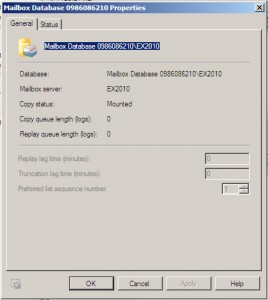 Mailbox Database 0986086210 Properties
General Status
Mailbox Database 0986086210\EX2010
Database: Mailbox Database 0986086210\EX2010
Mailbox server: EX2010
Copy status: Mounted
Copy queue length (logs): 0
Replay queue length (logs): 0
Replay lag time (minutes): 0
Truncation lag time (minutes): 0
Preferred list sequence number: 1
OK Cancel Apply Help